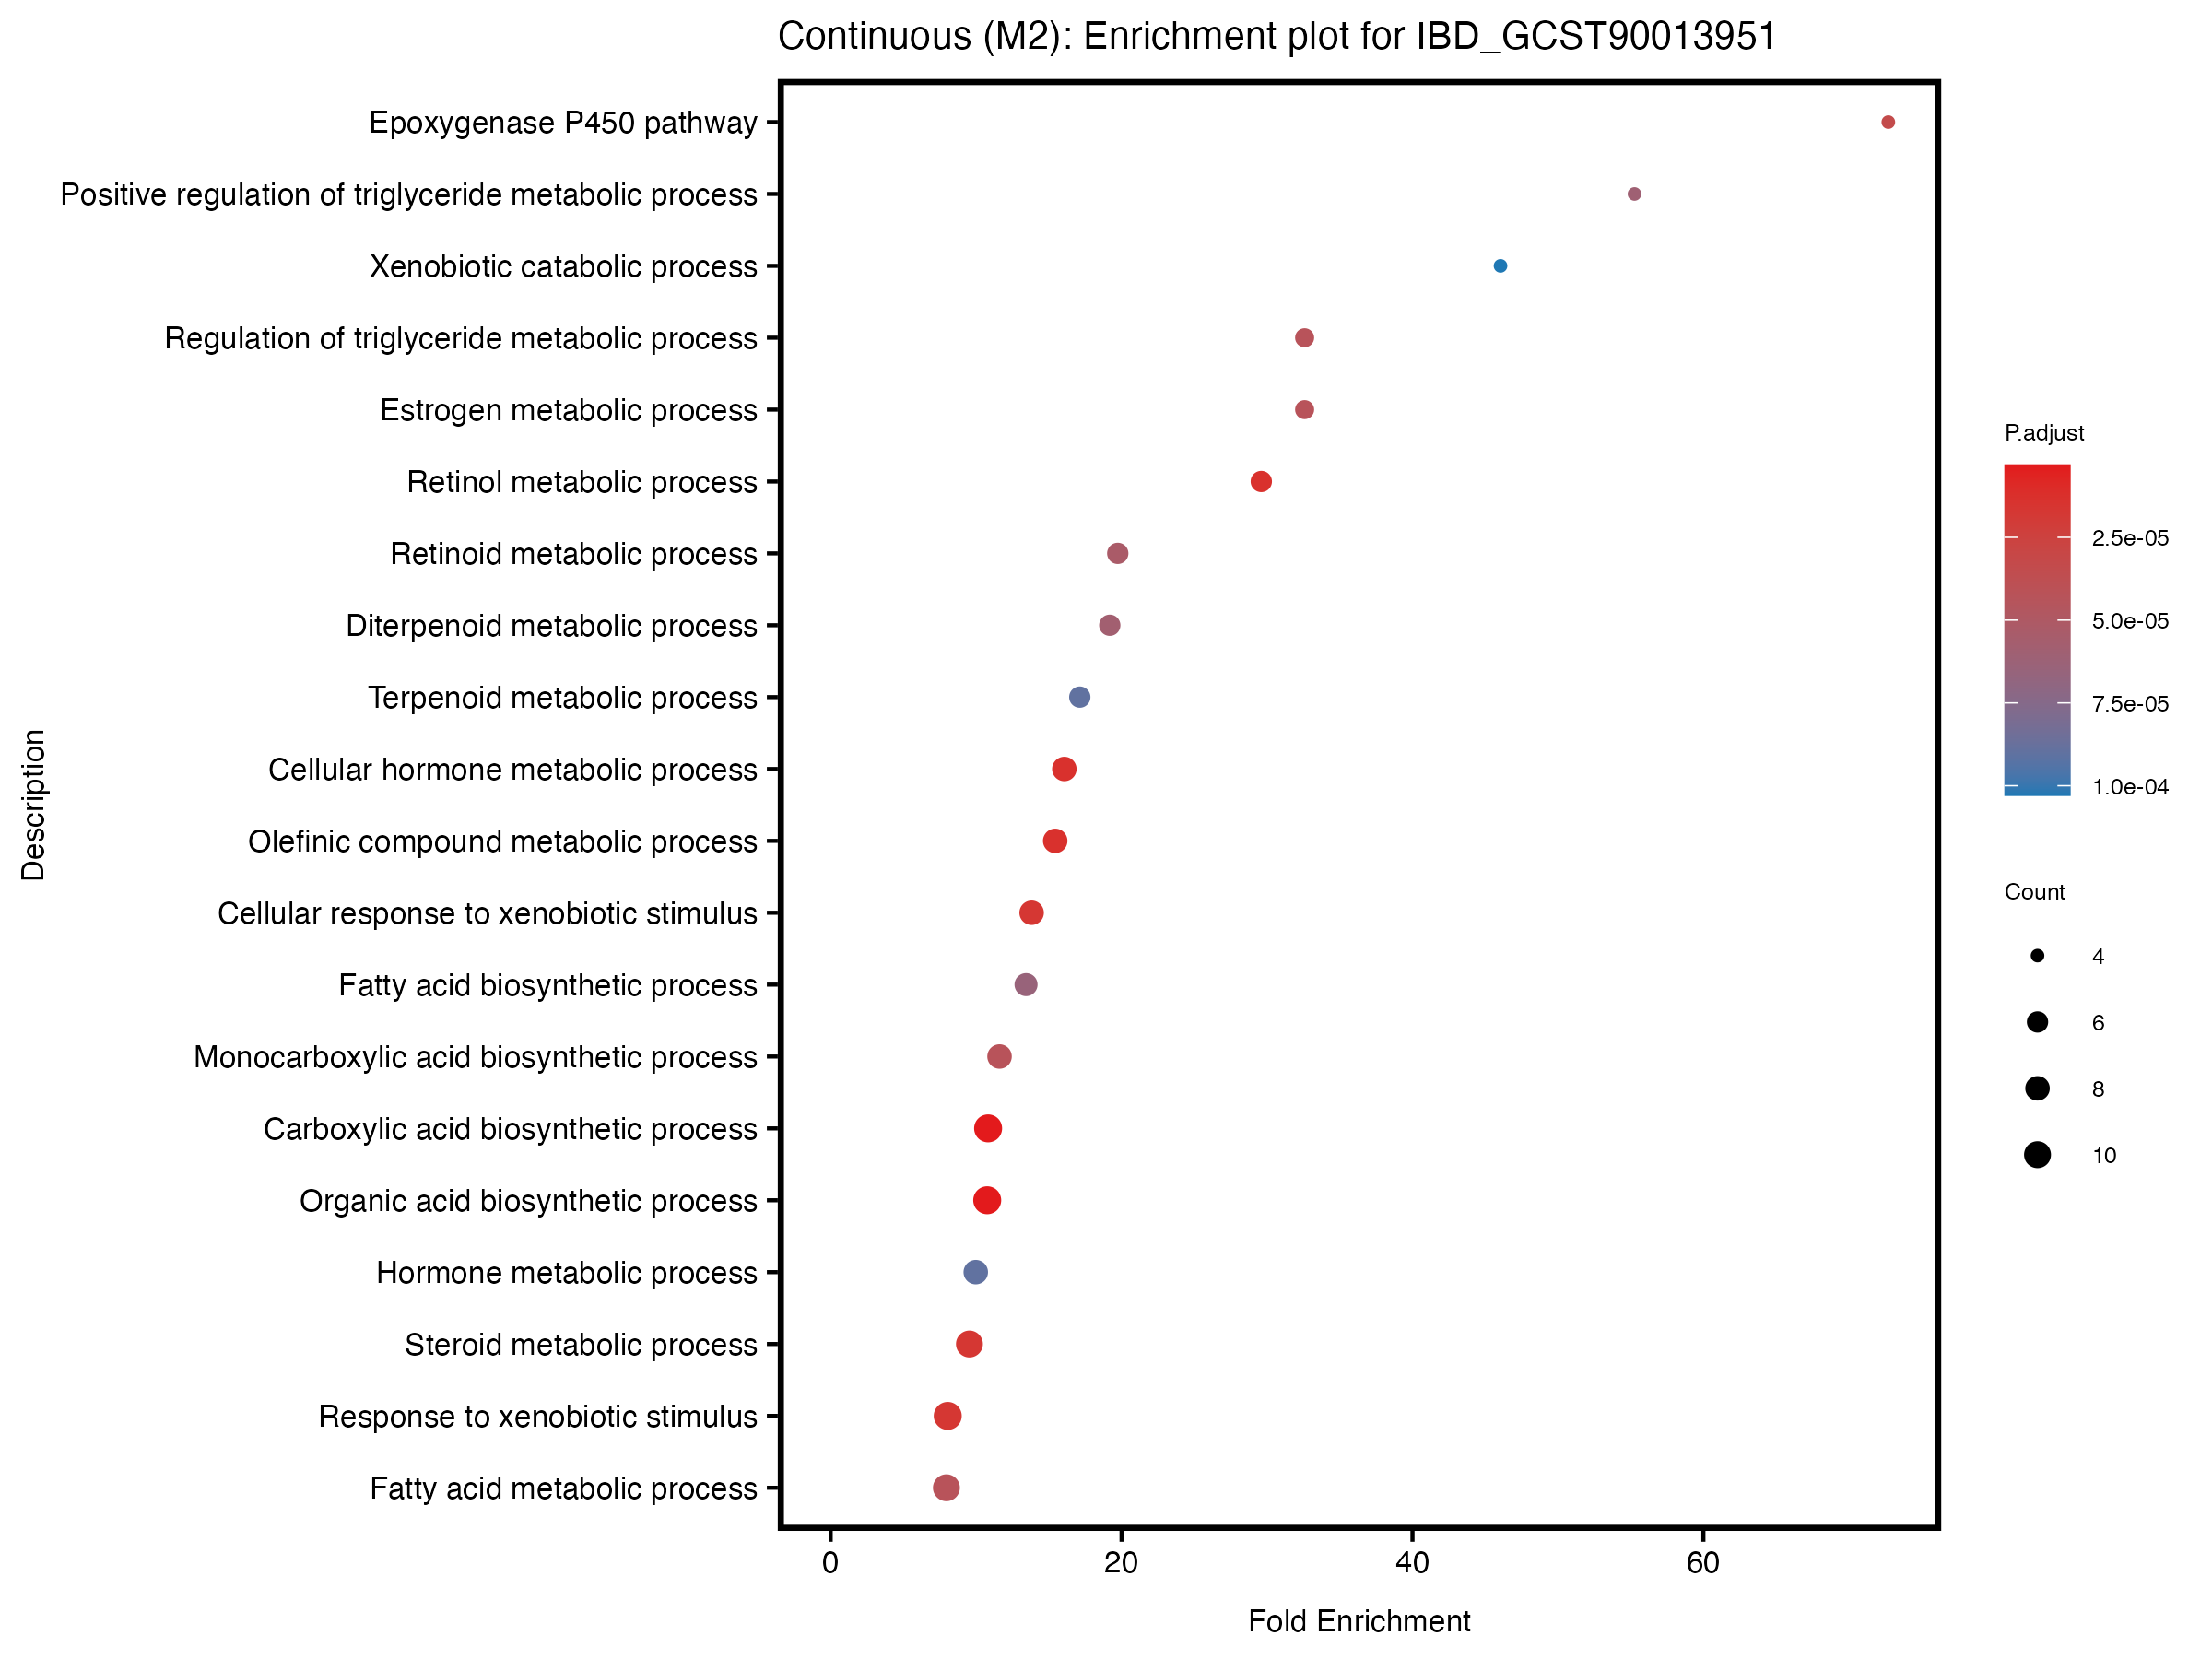 Continuous (M2): Enrichment plot for IBD_GCST90013951
Epoxygenase P450 pathway
Positive regulation of triglyceride metabolic process
Xenobiotic catabolic process
Regulation of triglyceride metabolic process
Estrogen metabolic process
Retinol metabolic process
Retinoid metabolic process
Diterpenoid metabolic process
Terpenoid metabolic process
Cellular hormone metabolic process
Olefinic compound metabolic process
Cellular response to xenobiotic stimulus
Fatty acid biosynthetic process
Monocarboxylic acid biosynthetic process
Carboxylic acid biosynthetic process
Organic acid biosynthetic process
Hormone metabolic process
Steroid metabolic process
Response to xenobiotic stimulus
Fatty acid metabolic process
Description
0 20 40 60
Fold Enrichment
P.adjust
2.5e-05
5.0e-05
7.5e-05
1.0e-04
Count
4
6
8
10